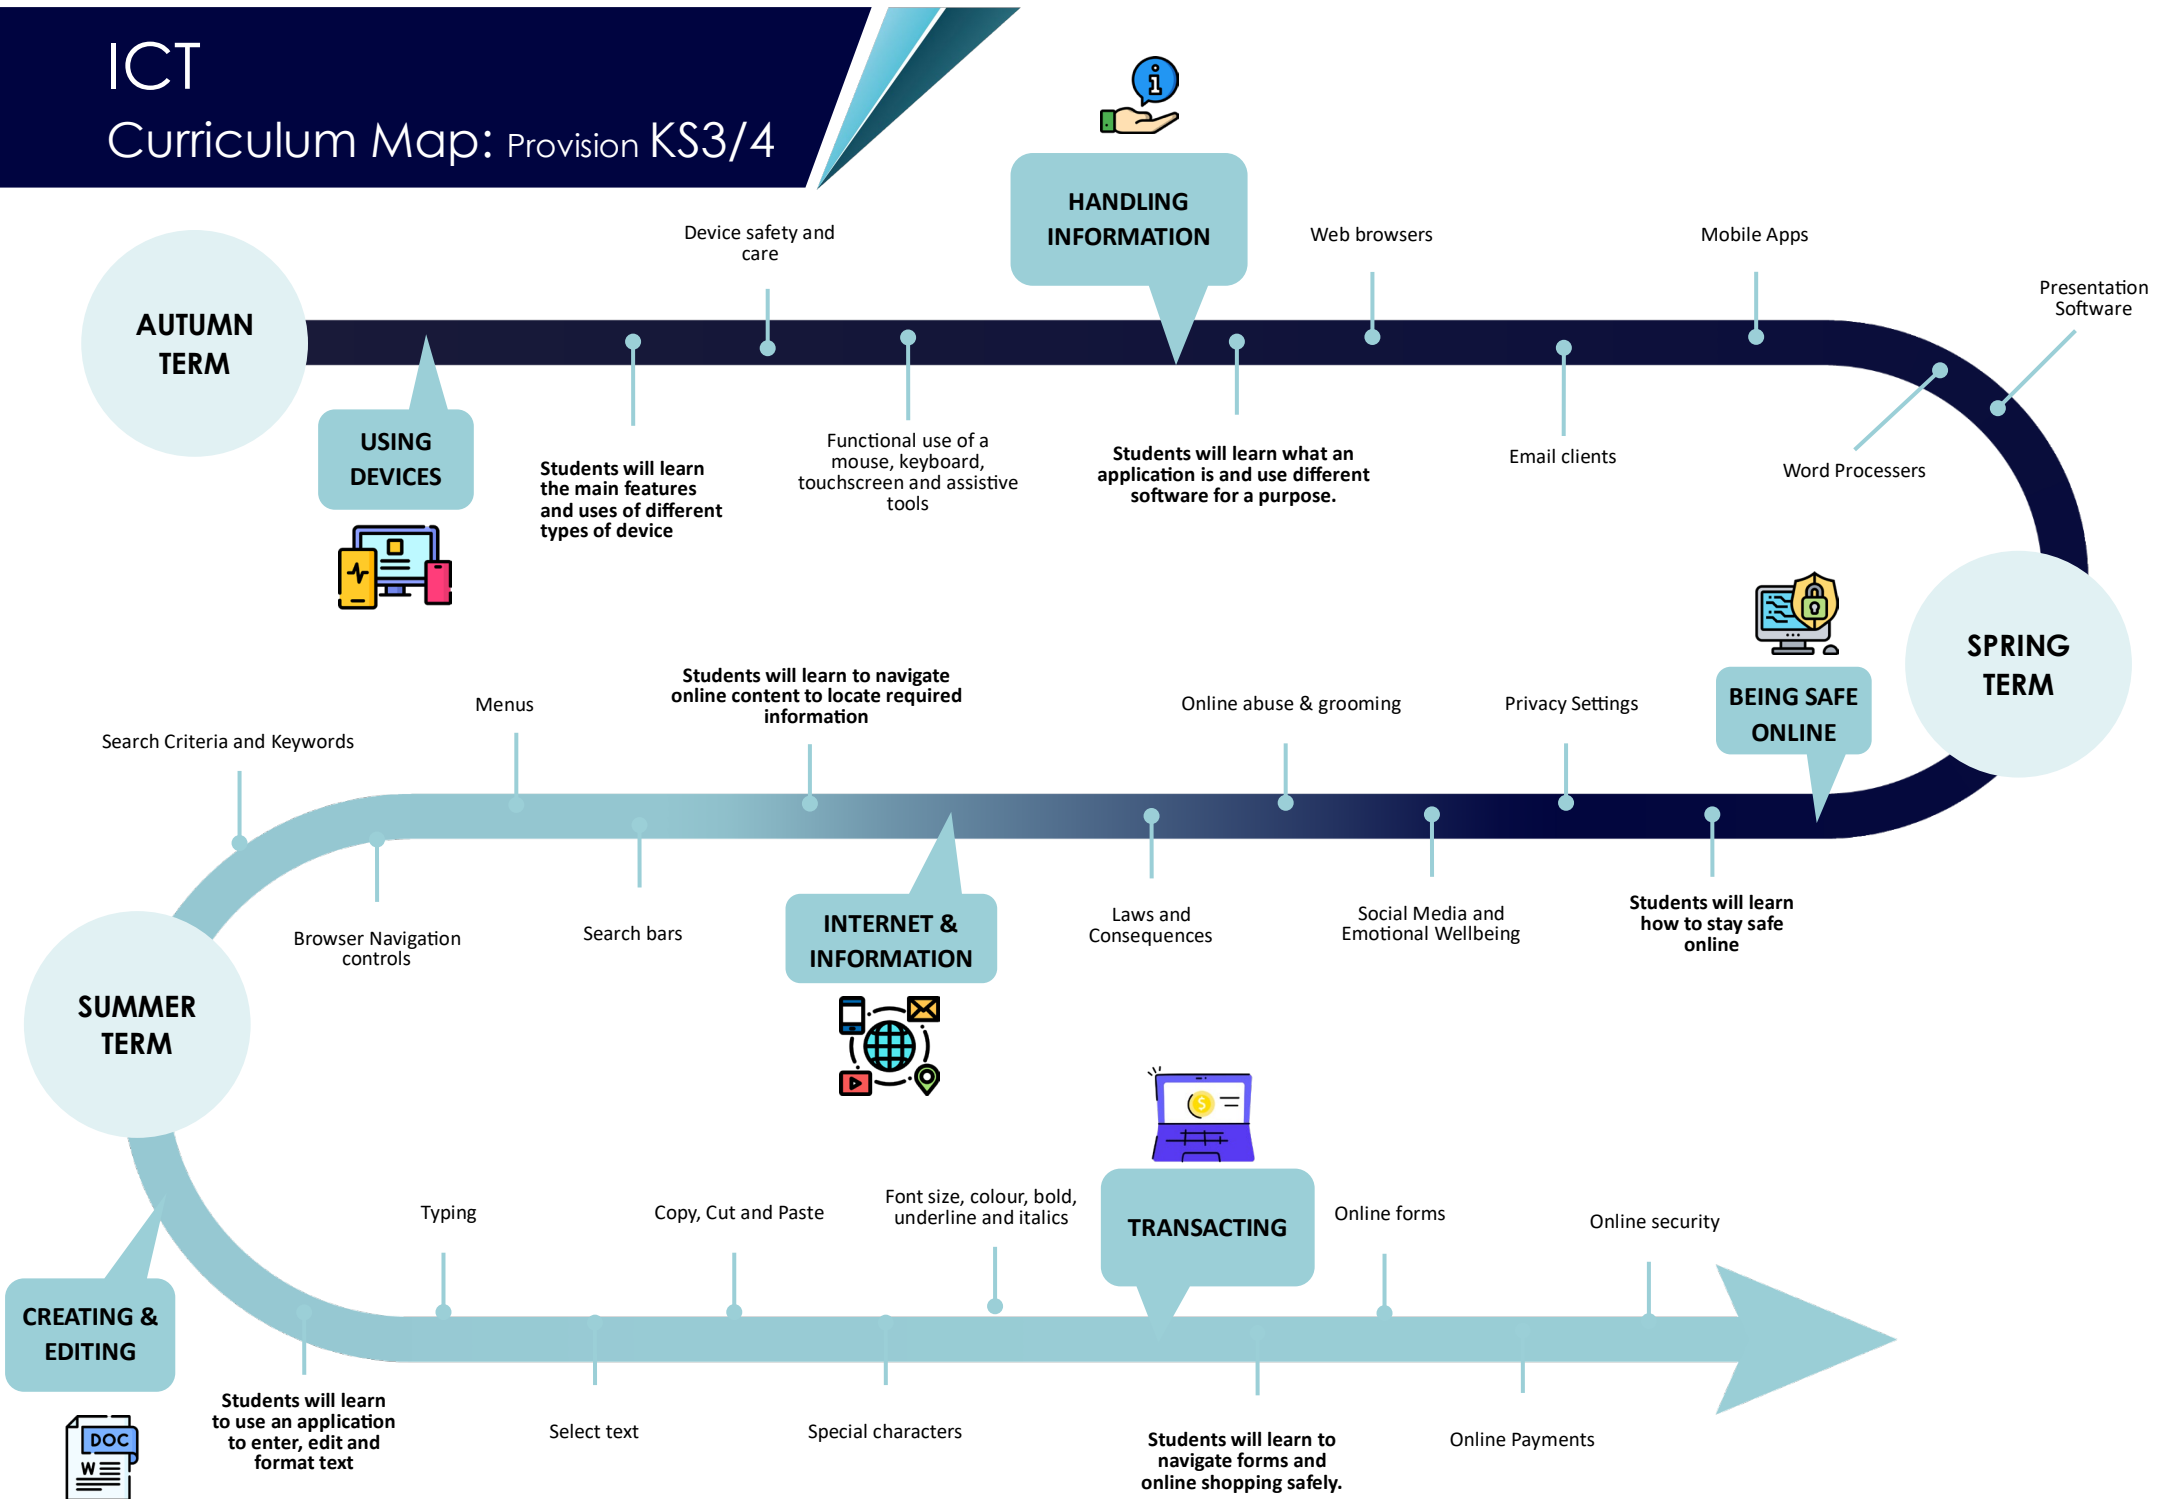 ICT
Curriculum Map: Provision KS3/4
AUTUMN
TERM
USING
DEVICES
Students will learn
the main features
and uses of different
types of device
Device safety and
care
Functional use of a
mouse, keyboard,
touchscreen and assistive
tools
HANDLING
INFORMATION
Students will learn what an
application is and use different
software for a purpose.
Web browsers
Email clients
Mobile Apps
Word Processers
Presentation
Software
SPRING
TERM
BEING SAFE
ONLINE
Students will learn
how to stay safe
online
Privacy Settings
Social Media and
Emotional Wellbeing
Online abuse & grooming
Laws and
Consequences
INTERNET &
INFORMATION
Students will learn to navigate
online content to locate required
information
Search bars
Menus
Browser Navigation
controls
Search Criteria and Keywords
SUMMER
TERM
CREATING &
EDITING
DOC
W
Students will learn
to use an application
to enter, edit and
format text
Typing
Select text
Copy, Cut and Paste
Special characters
Font size, colour, bold,
underline and italics
TRANSACTING
Students will learn to
navigate forms and
online shopping safely.
Online forms
Online Payments
Online security